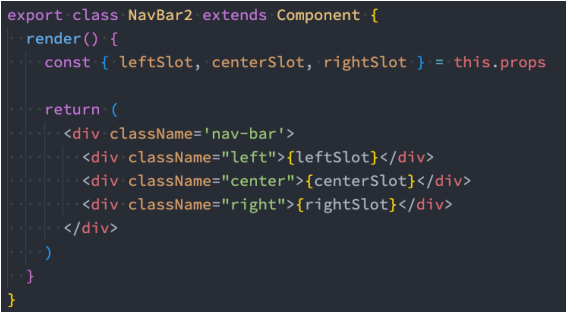 export class NavBar2 extends Component {
  render() {
    const { leftSlot, centerSlot, rightSlot } = this.props

    return (
      <div className='nav-bar'>
        <div className="left">{leftSlot}</div>
        <div className="center">{centerSlot}</div>
        <div className="right">{rightSlot}</div>
      </div>
    )
  }
}